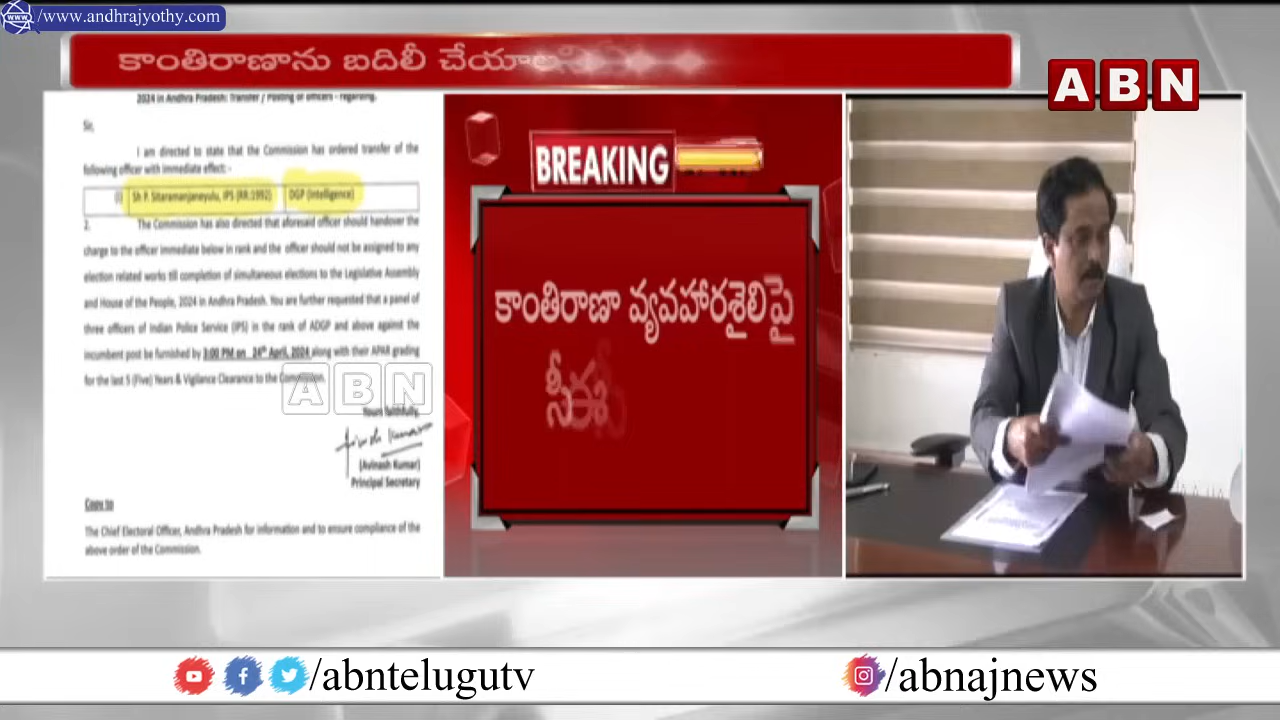 www://www.andhrajyothy.com
కాంతిరాణాను బదిలీ చేయాల
ABN
2024 in Andhra Pradesh: Transfer / Posting of officers - regarding.
Sir,
I am directed to state that the Commission has ordered transfer of the
following officer with immediate effect: -
(i) Sh P. Sitaramanjaneyulu, IPS (RR:1992) DGP (Intelligence)
2. The Commission has also directed that aforesaid officer should handover the
charge to the officer immediate below in rank and the officer should not be assigned to any
election related works till completion of simultaneous elections to the Legislative Assembly
and House of the People, 2024 in Andhra Pradesh. You are further requested that a panel of
three officers of Indian Police Service (IPS) in the rank of ADGP and above against the
incumbent post be furnished by 3:00 PM on 24th April, 2024 along with their APAR grading
for the last 5 (Five) Years & Vigilance Clearance to the Commission.
ABN
Yours faithfully,
(Avinash Kumar)
Principal Secretary
Copy to
The Chief Electoral Officer, Andhra Pradesh for information and to ensure compliance of the
above order of the Commission.
BREAKING
కాంతిరాణా వ్యవహారశైలిపై
సీఈ
/abntelugutv
/abnajnews